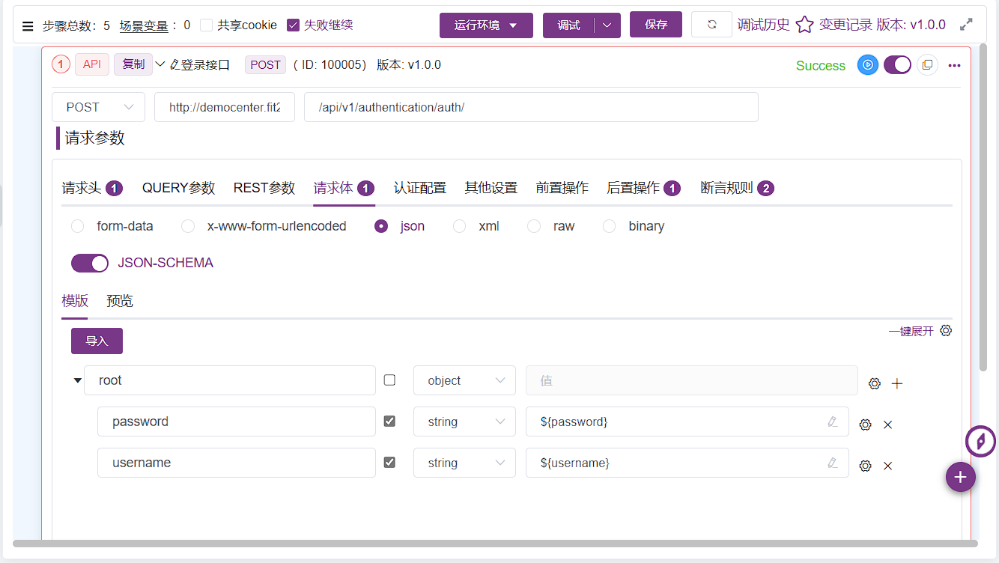 步骤总数: 5 场景变量 : 0 共享cookie 失败继续 运行环境 调试 保存 调试历史 变更记录 版本: v1.0.0
1 API 复制 登录接口 POST ( ID: 100005) 版本: v1.0.0 Success
POST http://democenter.fit2 /api/v1/authentication/auth/
请求参数
请求头 1 QUERY参数 REST参数 请求体 1 认证配置 其他设置 前置操作 后置操作 1 断言规则 2
form-data x-www-form-urlencoded json xml raw binary
JSON-SCHEMA
模版 预览
一键展开
导入
root object 值
password string ${password}
username string ${username}